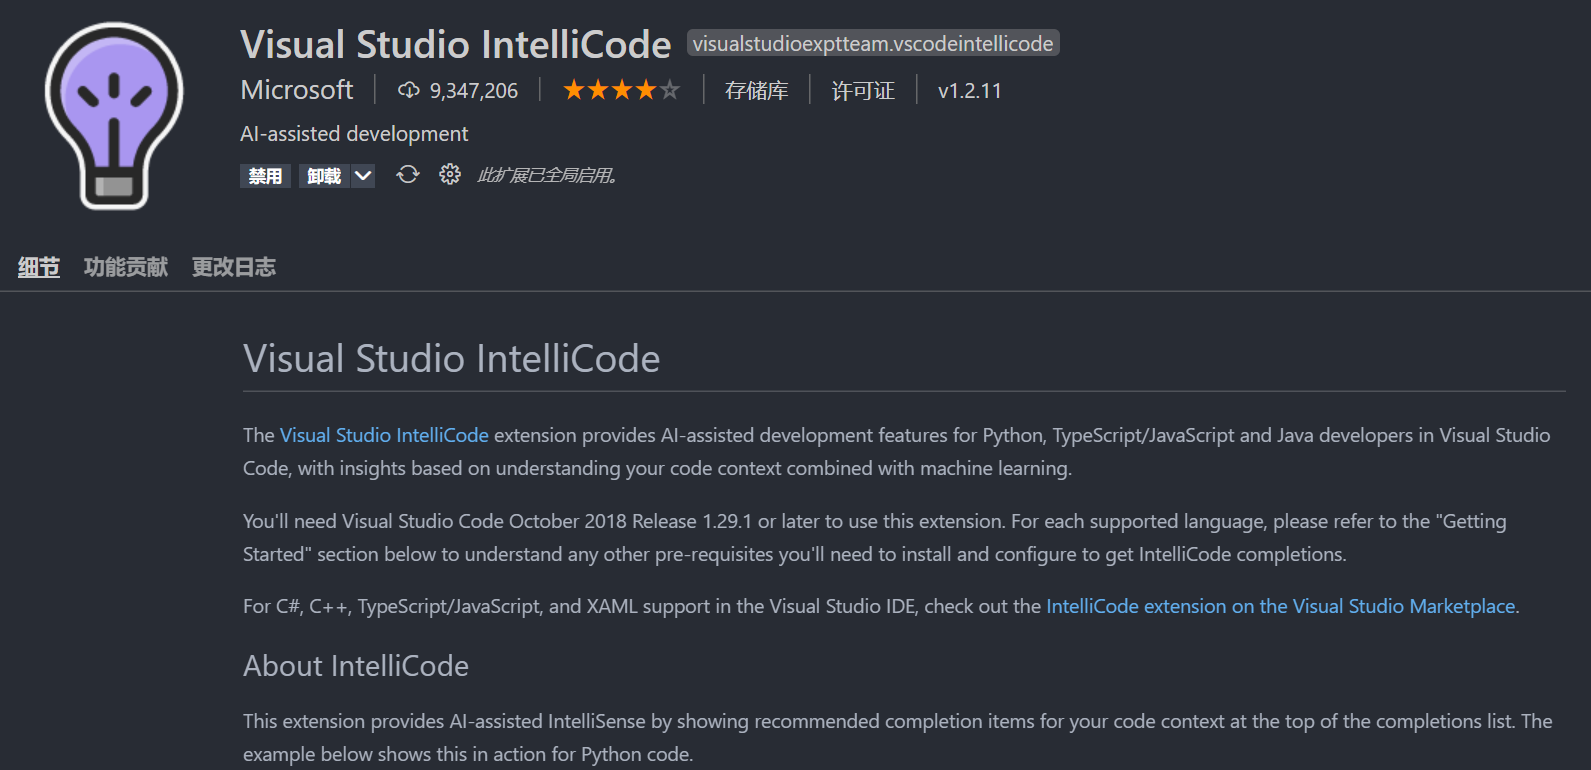 Visual Studio IntelliCode visualstudioexptteam.vscodeintellicode
Microsoft 9,347,206 存储库 许可证 v1.2.11
AI-assisted development
禁用 卸载 此扩展已全局启用。
细节 功能贡献 更改日志
Visual Studio IntelliCode
The Visual Studio IntelliCode extension provides AI-assisted development features for Python, TypeScript/JavaScript and Java developers in Visual Studio
Code, with insights based on understanding your code context combined with machine learning.
You'll need Visual Studio Code October 2018 Release 1.29.1 or later to use this extension. For each supported language, please refer to the "Getting
Started" section below to understand any other pre-requisites you'll need to install and configure to get IntelliCode completions.
For C#, C++, TypeScript/JavaScript, and XAML support in the Visual Studio IDE, check out the IntelliCode extension on the Visual Studio Marketplace.
About IntelliCode
This extension provides AI-assisted IntelliSense by showing recommended completion items for your code context at the top of the completions list. The
example below shows this in action for Python code.